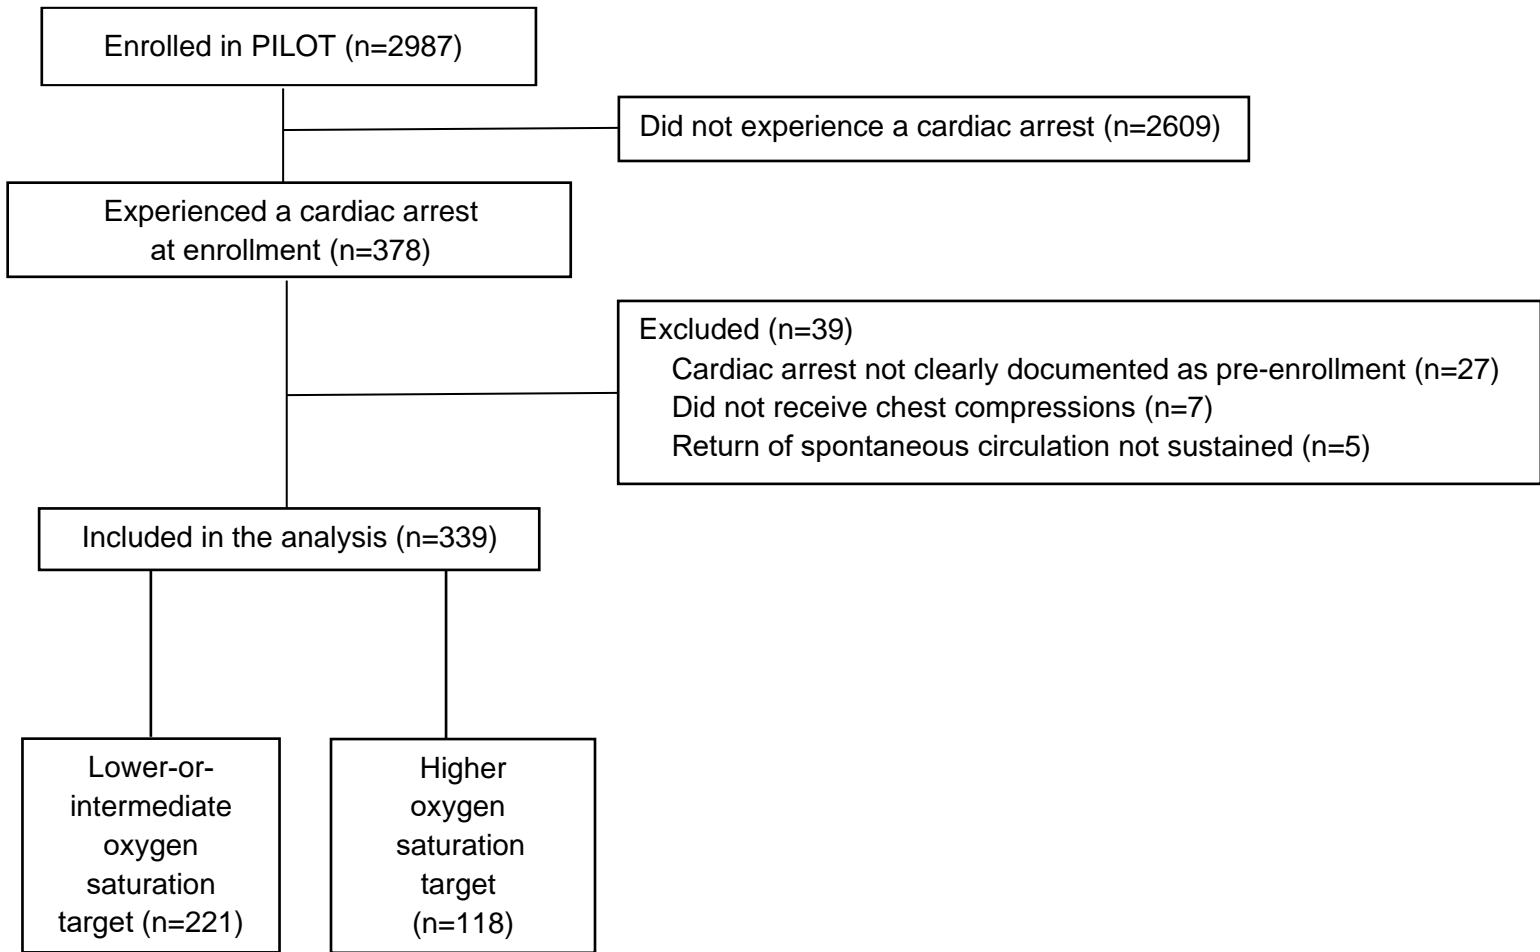 Enrolled in PILOT (n=2987)
Did not experience a cardiac arrest (n=2609)
Experienced a cardiac arrest
at enrollment (n=378)
Excluded (n=39)
Cardiac arrest not clearly documented as pre-enrollment (n=27)
Did not receive chest compressions (n=7)
Return of spontaneous circulation not sustained (n=5)
Included in the analysis (n=339)
Lower-or-
intermediate
oxygen
saturation
target (n=221)
Higher
oxygen
saturation
target
(n=118)